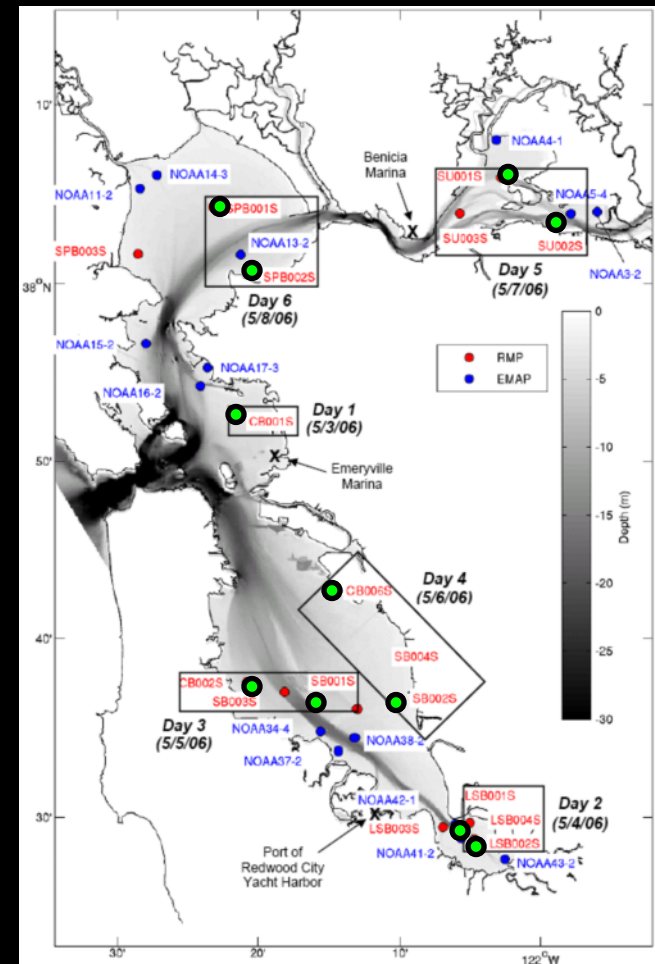 10'
NOAA4-1
Benicia
Marina
NOAA14-3
SU001S
NOAA11-2
NOAA5-4
SPB001S
SU003S
SU002S
SPB003S
NOAA13-2
Day 5
(5/7/06)
NOAA3-2
SPB002S
38°N
Day 6
(5/8/06)
0
NOAA15-2
RMP
EMAP
NOAA17-3
-5
NOAA16-2
Day 1
(5/3/06)
CB001S
-10
50'
Emeryville
Marina
-15
Depth (m)
Day 4
(5/6/06)
CB006S
-20
40'
SB004S
CB002S
SB001S
-25
SB003S
SB002S
Day 3
(5/5/06)
NOAA34-4
-30
NOAA38-2
NOAA37-2
LSB001S
NOAA42-1
Day 2
(5/4/06)
LSB004S
30'
LSB003S
LSB002S
Port of
Redwood City
Yacht Harbor
NOAA41-2
NOAA43-2
30'
20'
10'
122°W